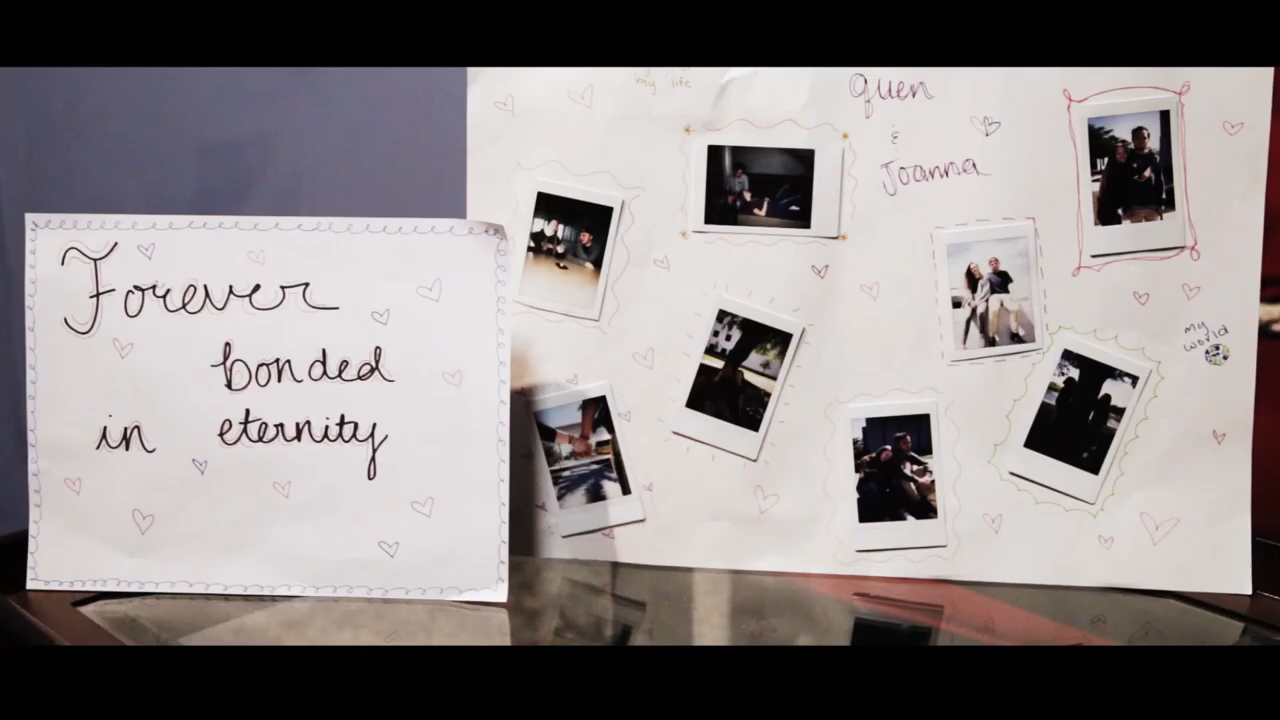 Forever
bonded
in eternity
my life
quen
&
Joanna
my
world